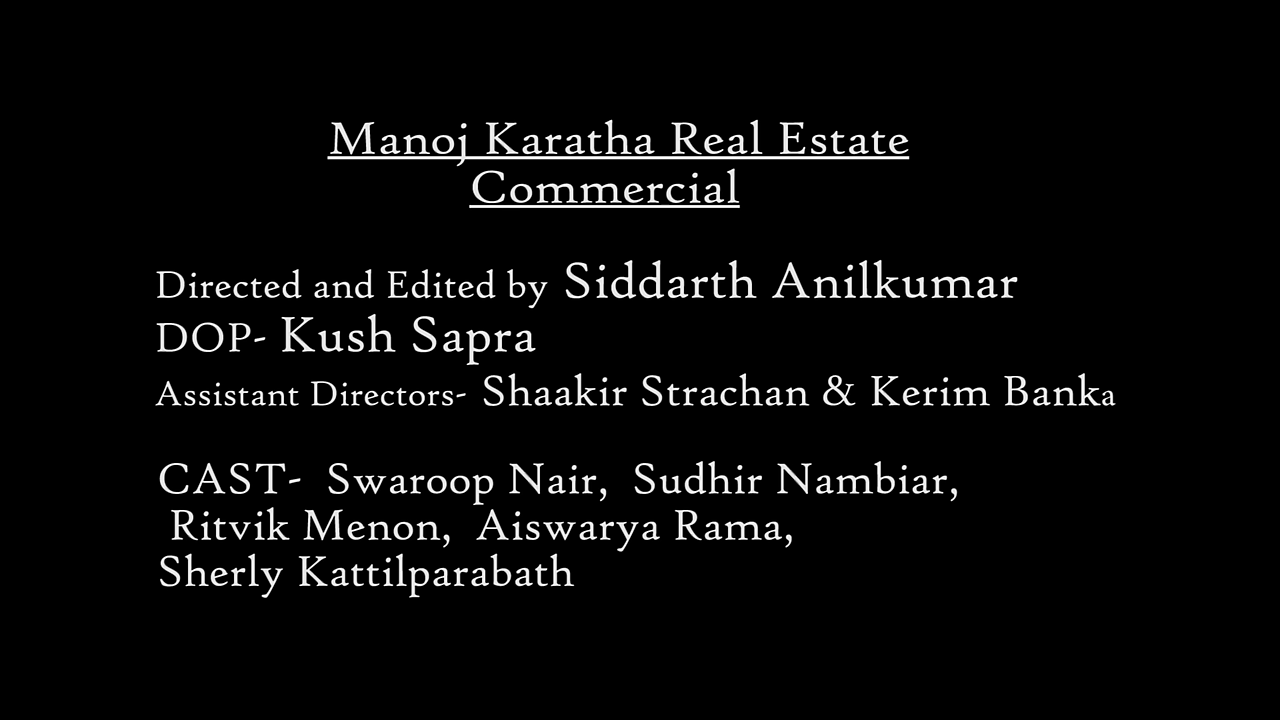 Manoj Karatha Real Estate
Commercial
Directed and Edited by Siddarth Anilkumar
DOP- Kush Sapra
Assistant Directors- Shaakir Strachan & Kerim Banka
CAST- Swaroop Nair, Sudhir Nambiar,
Ritvik Menon, Aiswarya Rama,
Sherly Kattilparabath